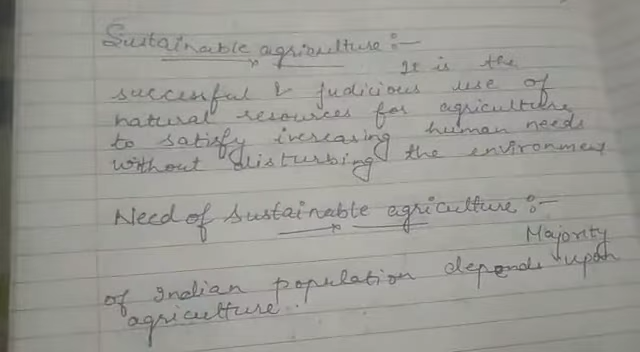 Sustainable agriculture :-
It is the
successful & judicious use of
natural resources for agriculture
to satisfy increasing human needs
without disturbing the environment
Need of sustainable agriculture :-
Majority
of Indian population depends upon
agriculture.